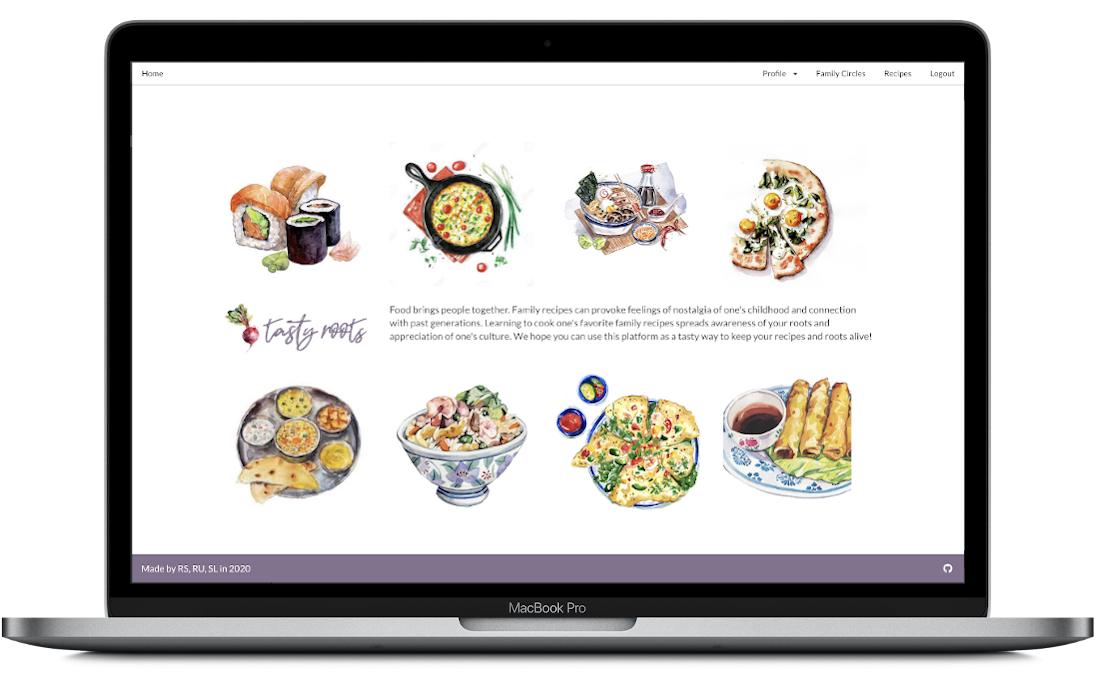 Home
Profile
Family Circles
Recipes
Logout
tasty roots
Food brings people together. Family recipes can provoke feelings of nostalgia of one's childhood and connection
with past generations. Learning to cook one's favorite family recipes spreads awareness of your roots and
appreciation of one's culture. We hope you can use this platform as a tasty way to keep your recipes and roots alive!
Made by RS, RU, SL in 2020
MacBook Pro